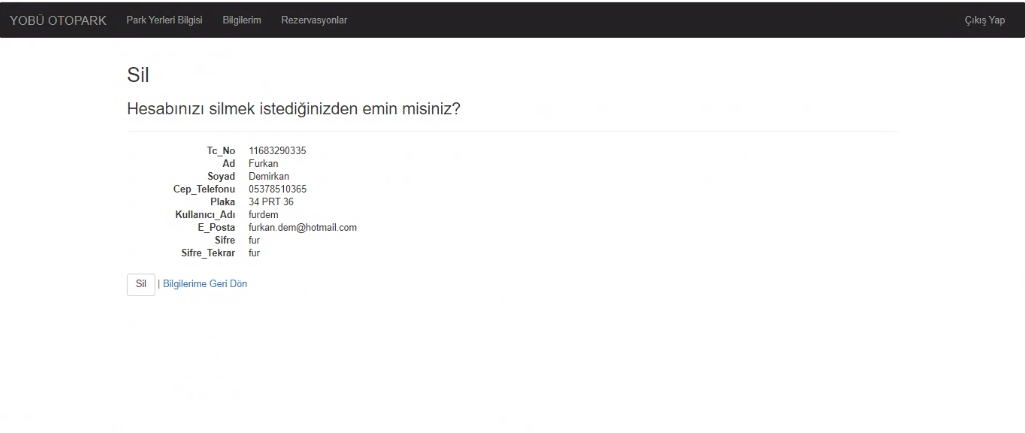 YOBÜ OTOPARK Park Yerleri Bilgisi Bilgilerim Rezervasyonlar Çıkış Yap
Sil
Hesabınızı silmek istediğinizden emin misiniz?
Tc_No 11683290335
Ad Furkan
Soyad Demirkan
Cep_Telefonu 05378510365
Plaka 34 PRT 36
Kullanıcı_Adı furdem
E_Posta furkan.dem@hotmail.com
Sifre fur
Sifre_Tekrar fur
Sil | Bilgilerime Geri Dön